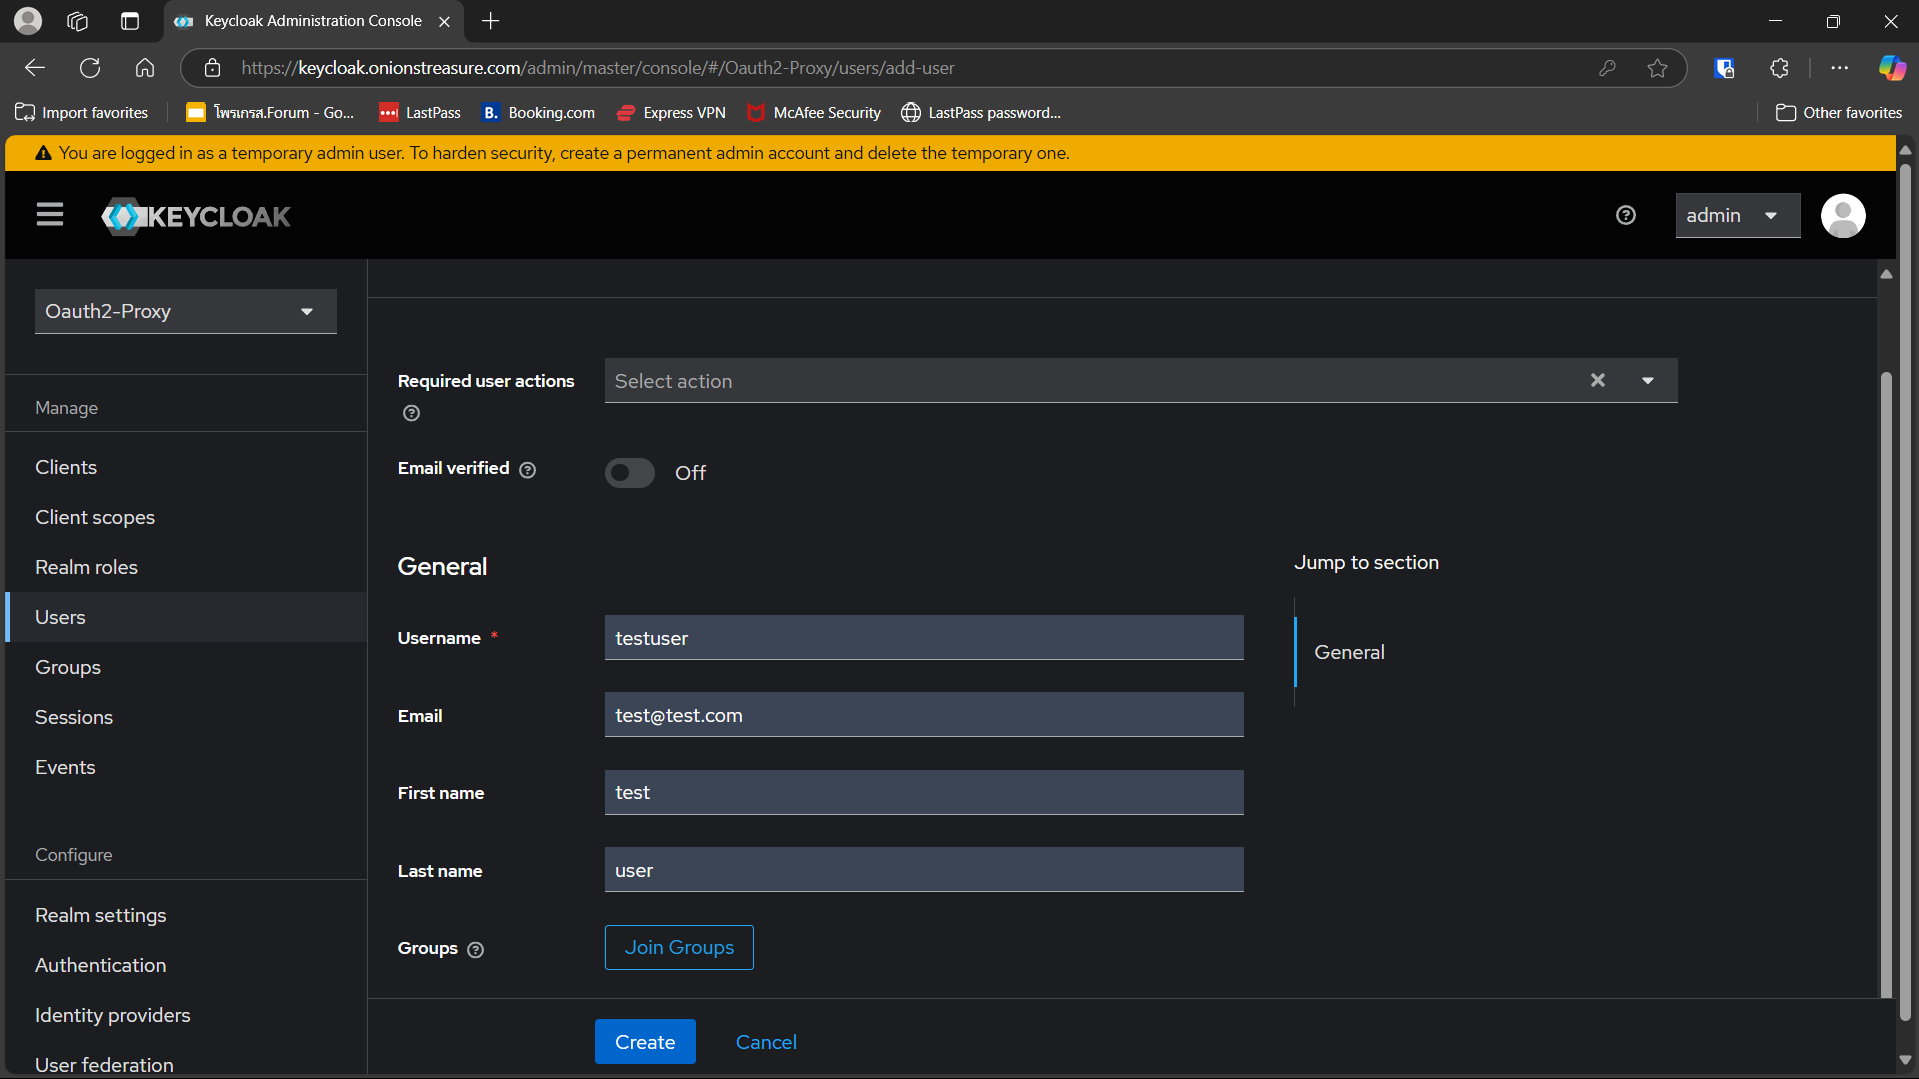 Keycloak Administration Console
https://keycloak.onionstreasure.com/admin/master/console/#/Oauth2-Proxy/users/add-user
Import favorites
โพรเกรส.Forum - Go...
LastPass
B. Booking.com
Express VPN
McAfee Security
LastPass password...
Other favorites
You are logged in as a temporary admin user. To harden security, create a permanent admin account and delete the temporary one.
KEYCLOAK
admin
Oauth2-Proxy
Manage
Clients
Client scopes
Realm roles
Users
Groups
Sessions
Events
Configure
Realm settings
Authentication
Identity providers
User federation
Required user actions
Select action
Email verified
Off
General
Username *
testuser
Email
test@test.com
First name
test
Last name
user
Groups
Join Groups
Create
Cancel
Jump to section
General